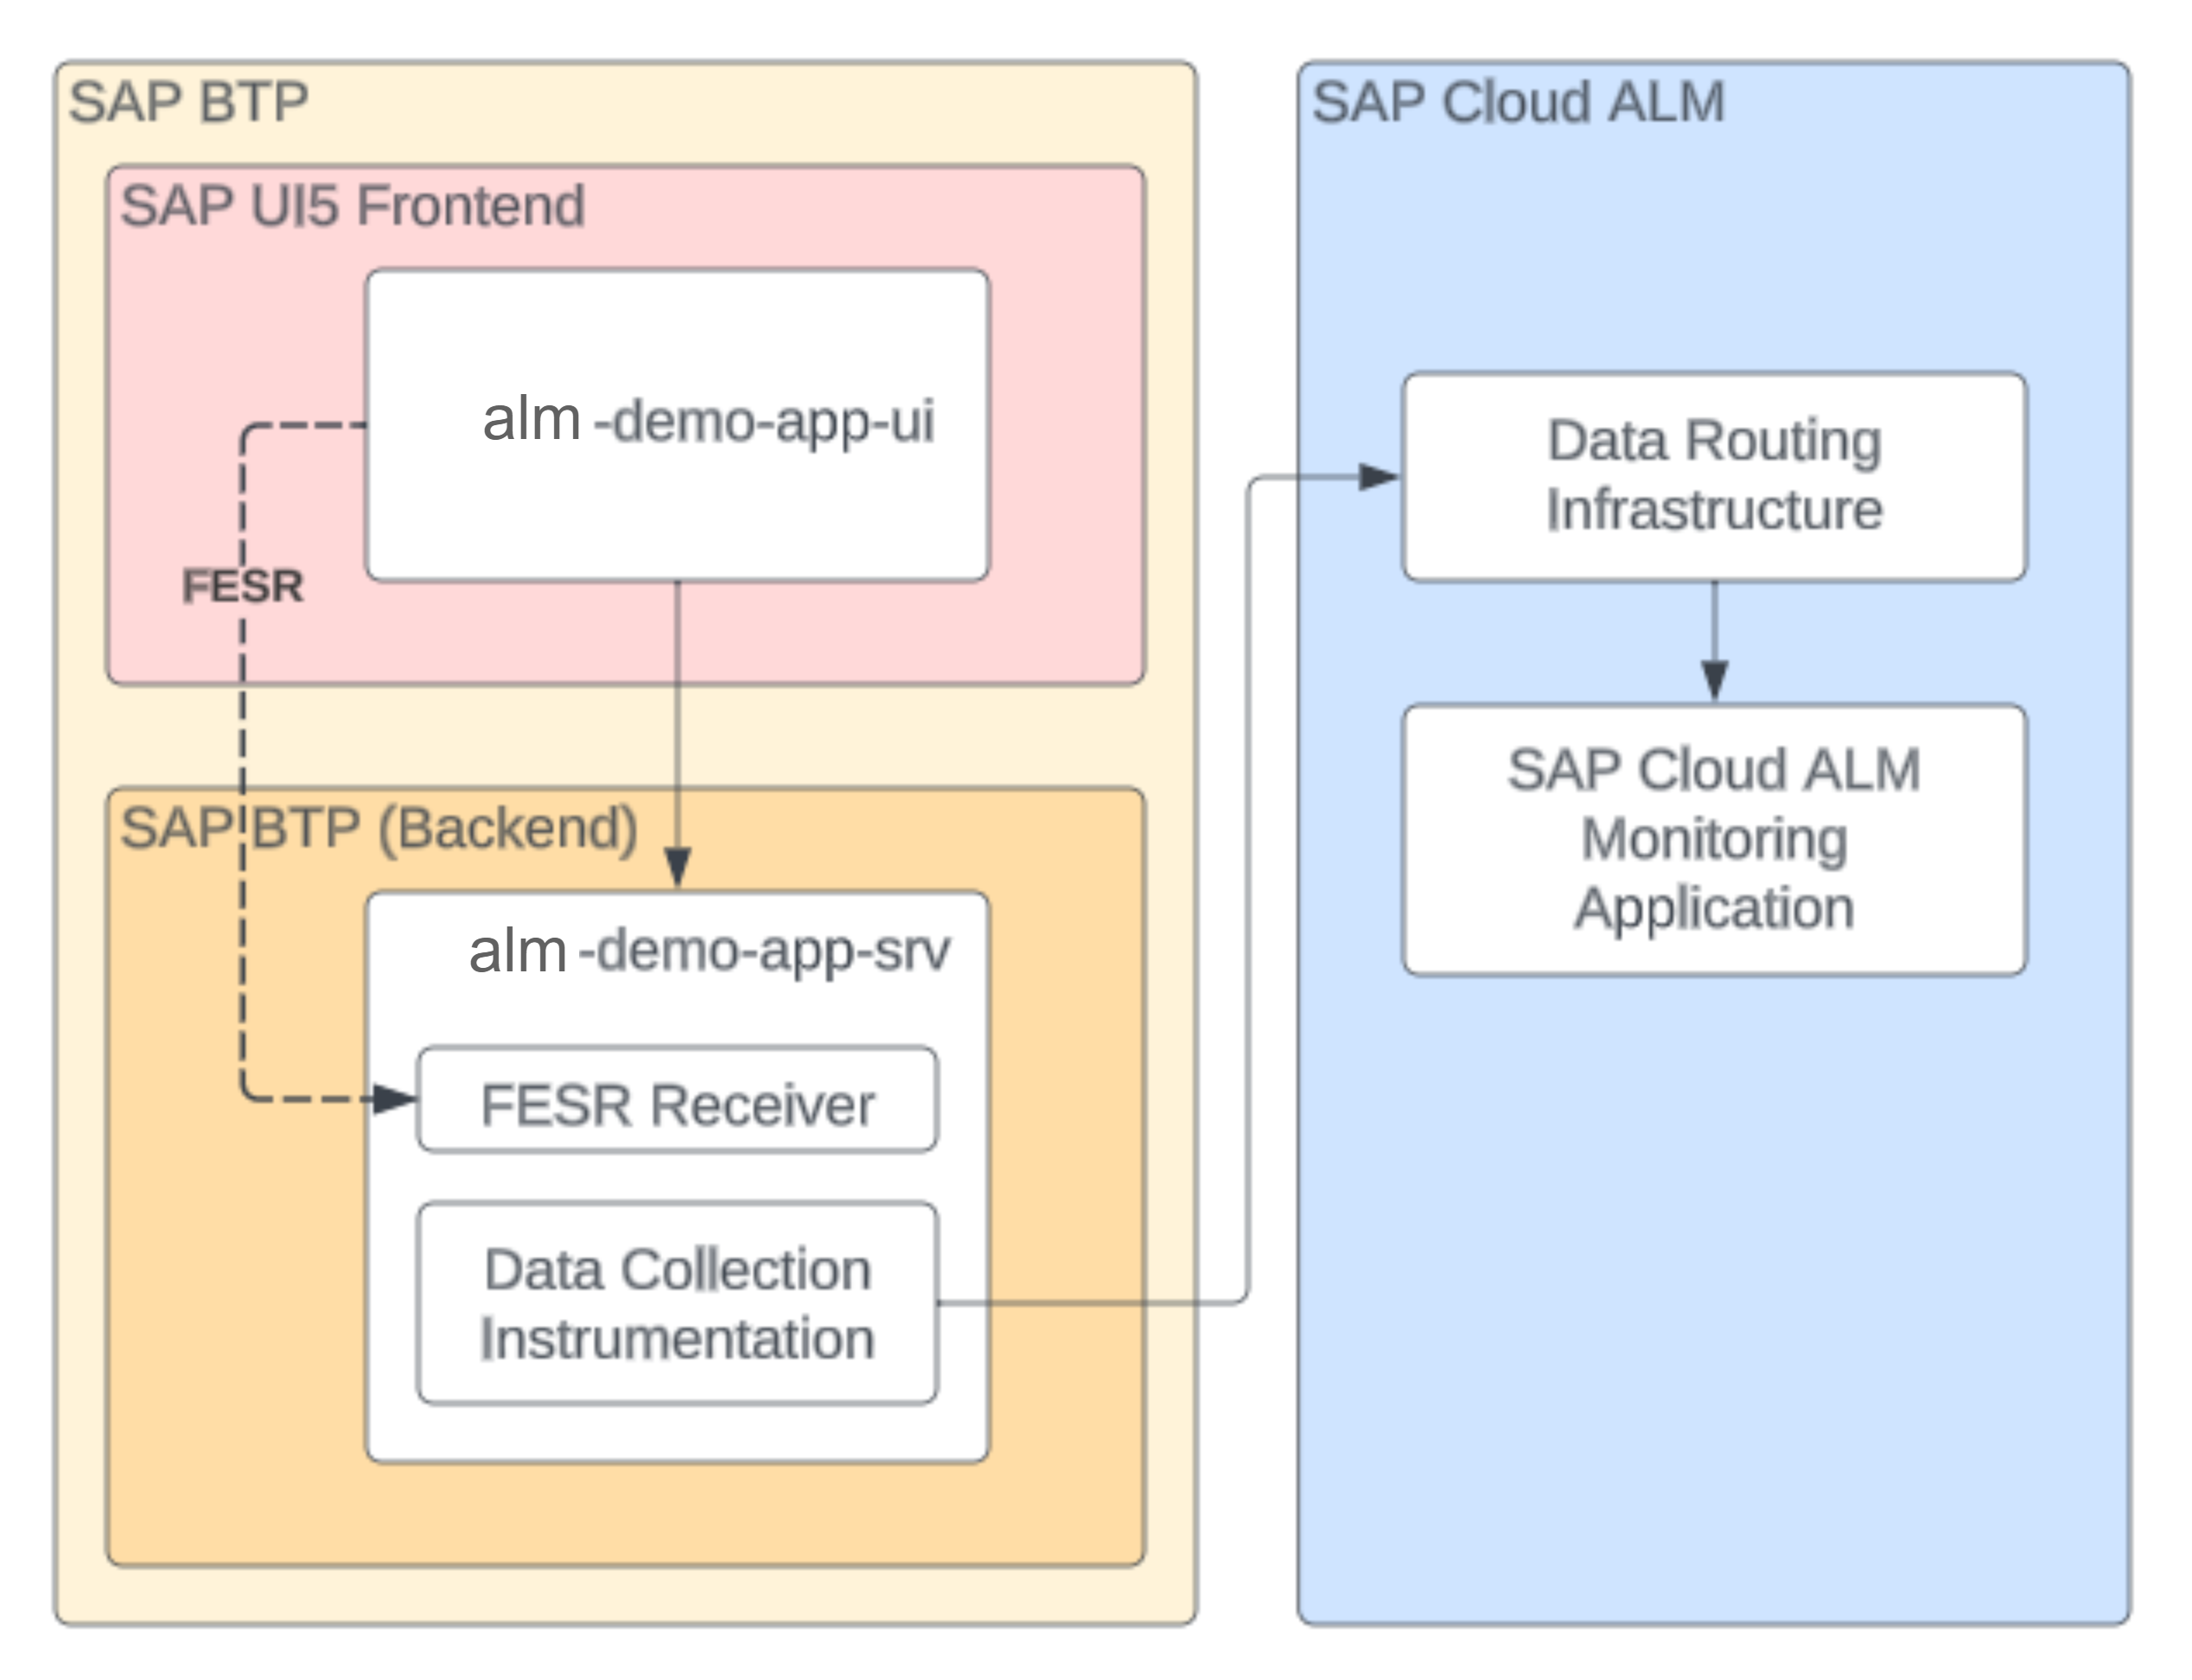 SAP BTP
SAP UI5 Frontend
alm -demo-app-ui
FESR
SAP BTP (Backend)
alm -demo-app-srv
FESR Receiver
Data Collection
Instrumentation
SAP Cloud ALM
Data Routing
Infrastructure
SAP Cloud ALM
Monitoring
Application